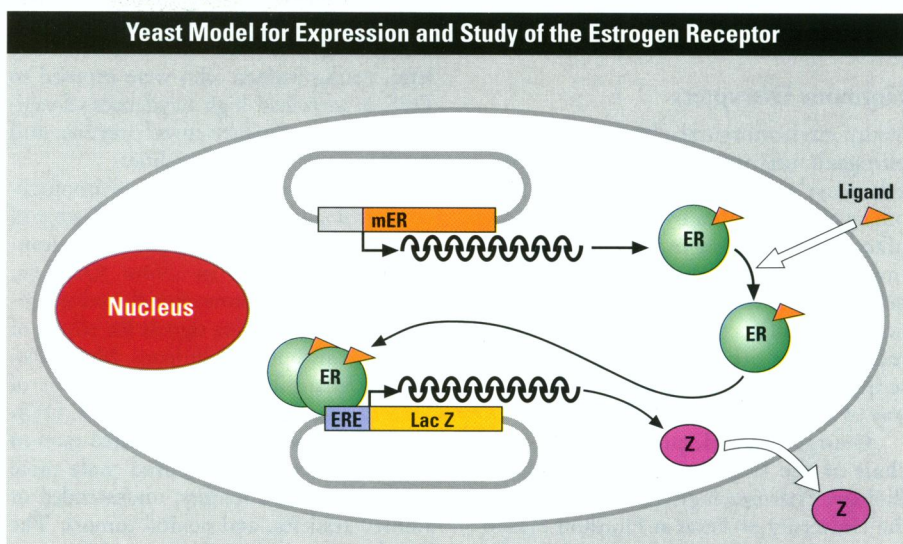 Yeast Model for Expression and Study of the Estrogen Receptor
mER
Ligand
ER
Nucleus
ER
ER
ERE
Lac Z
Z
Z